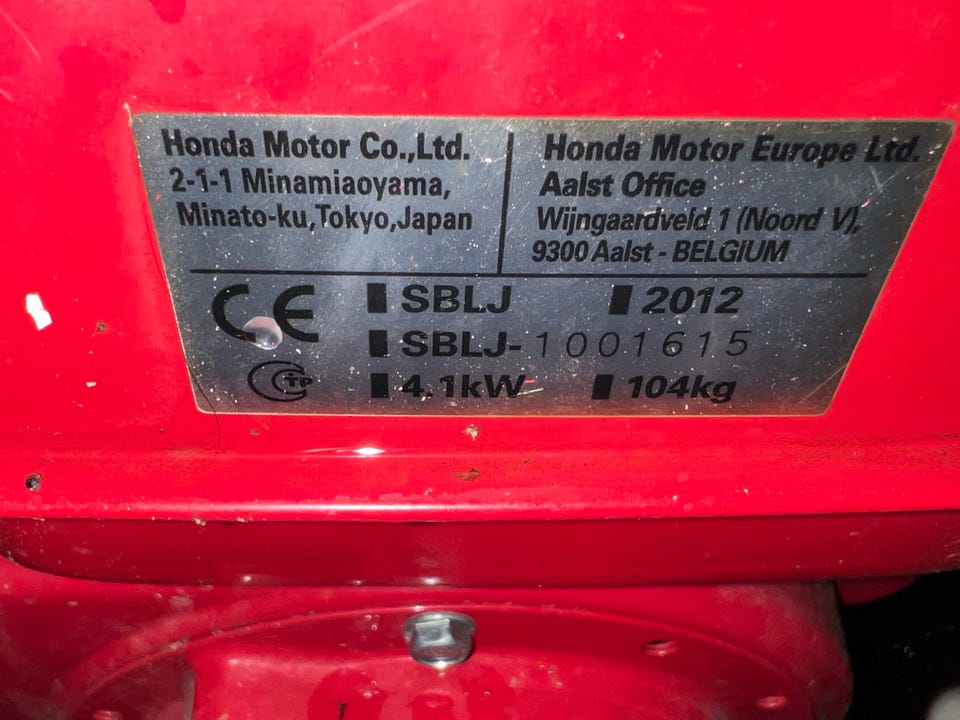 Honda Motor Co.,Ltd.
2-1-1 Minamiaoyama,
Minato-ku,Tokyo,Japan
Honda Motor Europe Ltd.
Aalst Office
Wijngaardveld 1 (Noord V),
9300 Aalst - BELGIUM
CE SBLJ 2012
SBLJ-1001615
4.1kW 104kg